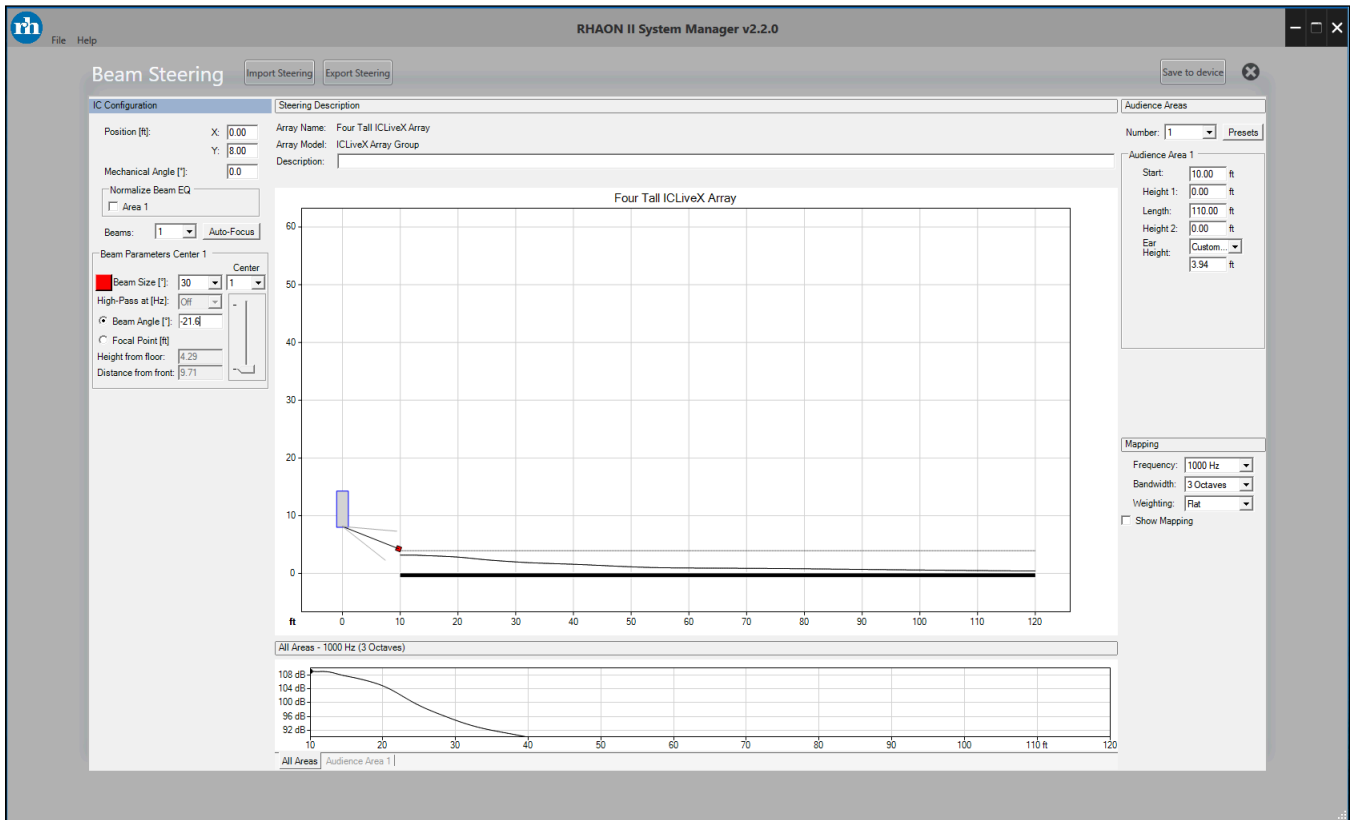 rh
File Help
RHAON II System Manager v2.2.0
Beam Steering
Import Steering
Export Steering
Save to device
IC Configuration
Position [ft]: X: 0.00
Y: 8.00
Mechanical Angle [°]: 0.0
Normalize Beam EQ
Area 1
Beams: 1 Auto-Focus
Beam Parameters Center 1
Center
Beam Size [°]: 30 1
High-Pass at [Hz]: Off
Beam Angle [°]: -21.6
Focal Point [ft]
Height from floor: 4.29
Distance from front: 9.71
Steering Description
Array Name: Four Tall ICLiveX Array
Array Model: ICLiveX Array Group
Description:
Four Tall ICLiveX Array
60
50
40
30
20
10
0
ft 0 10 20 30 40 50 60 70 80 90 100 110 120
All Areas - 1000 Hz (3 Octaves)
108 dB
104 dB
100 dB
96 dB
92 dB
10 20 30 40 50 60 70 80 90 100 110 ft 120
All Areas Audience Area 1
Audience Areas
Number: 1 Presets
Audience Area 1
Start: 10.00 ft
Height 1: 0.00 ft
Length: 110.00 ft
Height 2: 0.00 ft
Ear
Height: Custom...
3.94 ft
Mapping
Frequency: 1000 Hz
Bandwidth: 3 Octaves
Weighting: Flat
Show Mapping